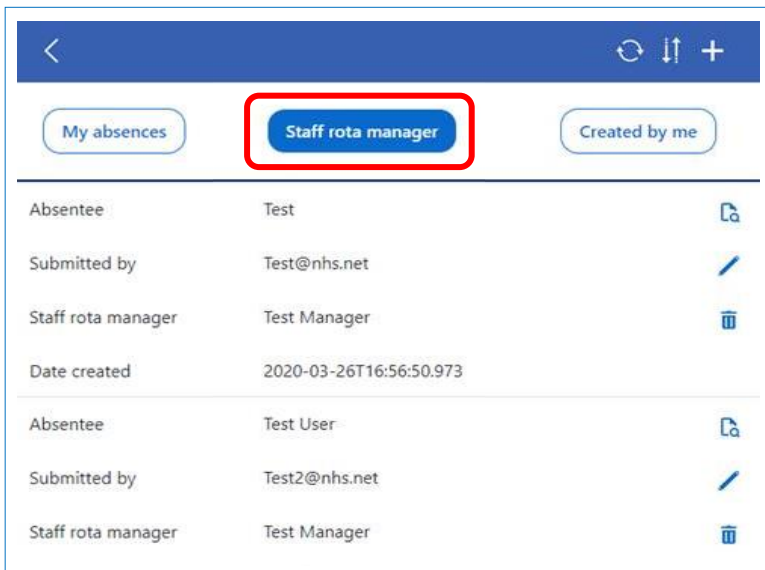 My absences Staff rota manager Created by me
Absentee Test
Submitted by Test@nhs.net
Staff rota manager Test Manager
Date created 2020-03-26T16:56:50.973
Absentee Test User
Submitted by Test2@nhs.net
Staff rota manager Test Manager